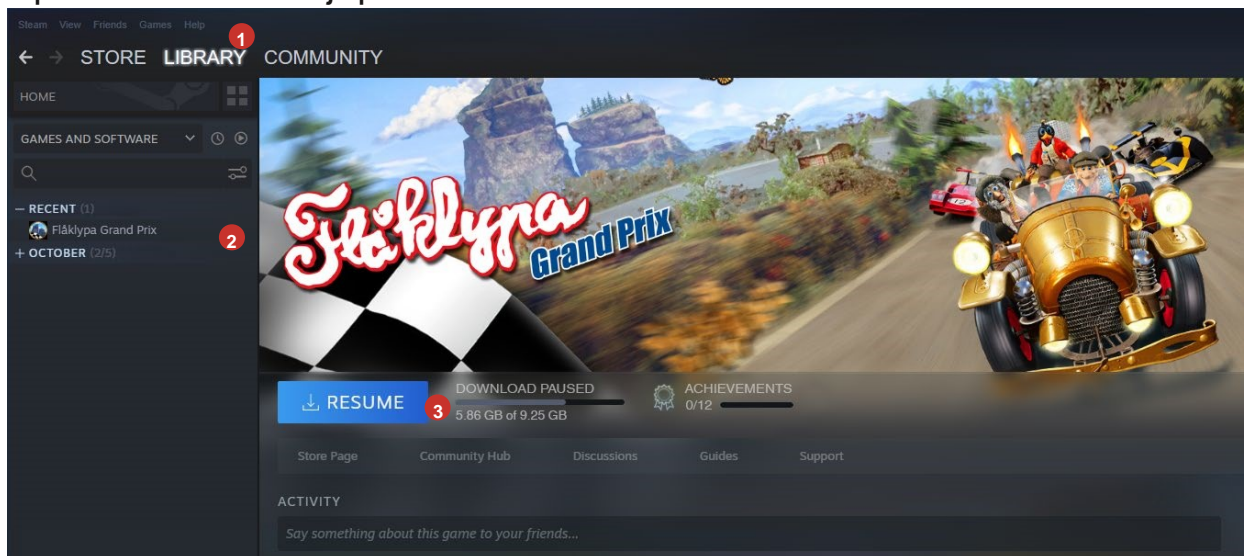 Steam View Friends Games Help
1
STORE LIBRARY COMMUNITY
HOME
GAMES AND SOFTWARE
RECENT (1)
Flåklypa Grand Prix
2
OCTOBER (2/5)
Flåklypa
Grand Prix
12
RESUME
3
DOWNLOAD PAUSED
5.86 GB of 9.25 GB
ACHIEVEMENTS
0/12
Store Page Community Hub Discussions Guides Support
ACTIVITY
Say something about this game to your friends...